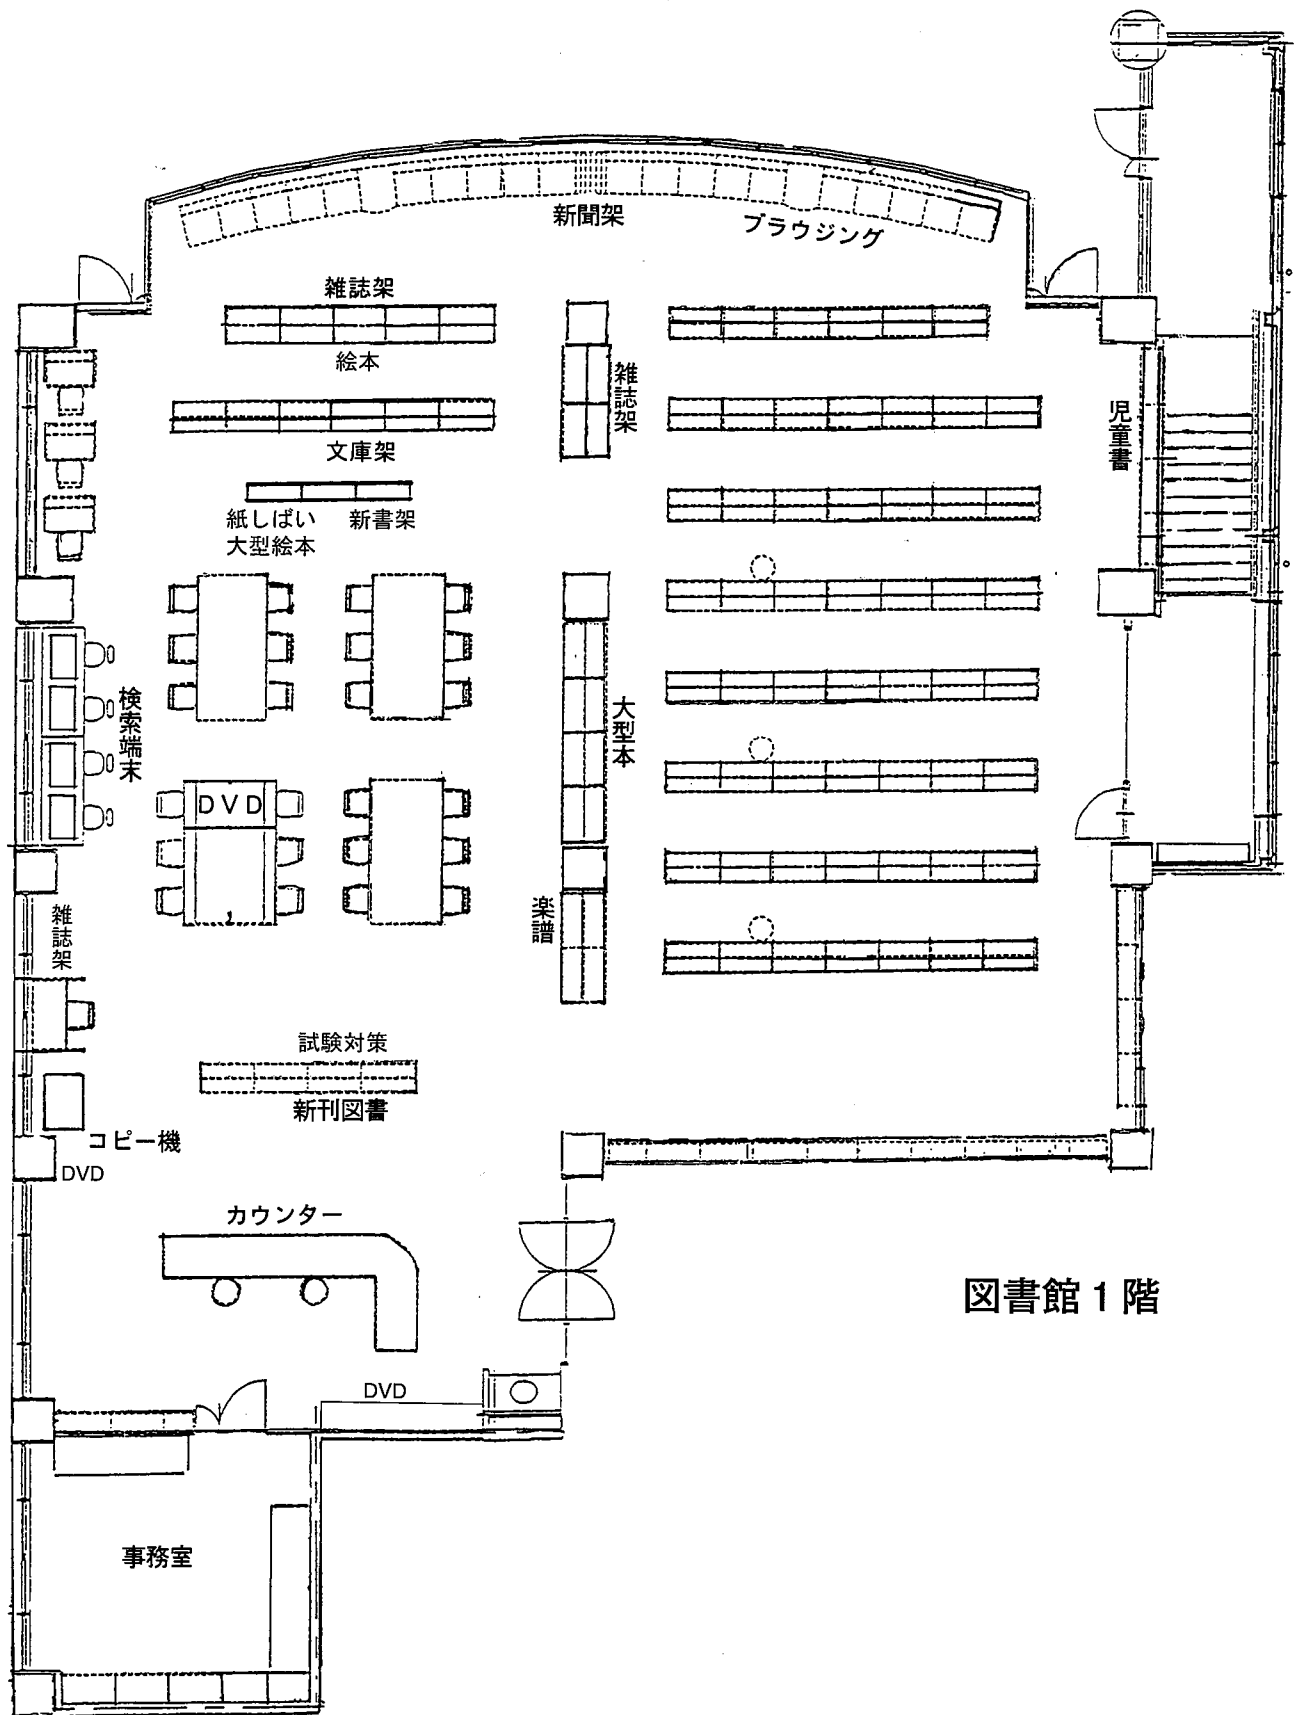 新聞架
ブラウジング
雑誌架
絵本
雑誌架
児童書
文庫架
紙しばい
新書架
大型絵本
検索端末
大型本
DVD
雑誌架
楽譜
試験対策
新刊図書
コピー機
DVD
カウンター
図書館1階
DVD
事務室